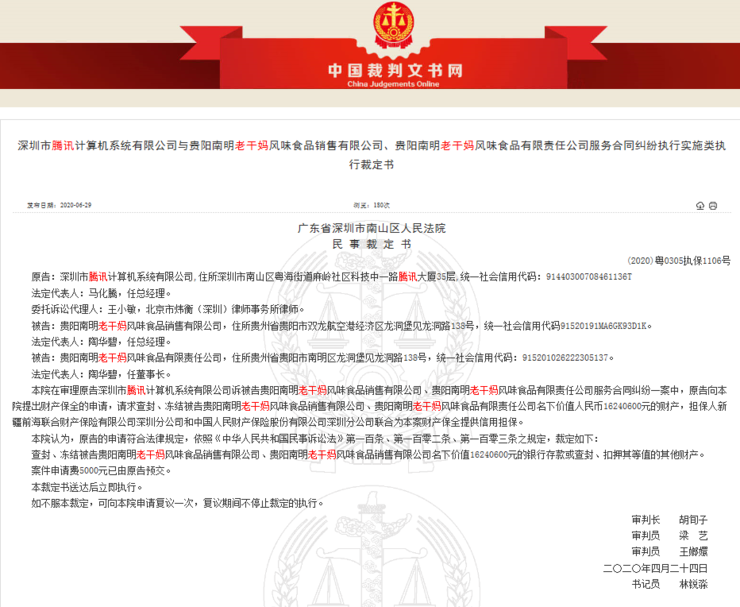 中国裁判文书网
China Judgements Online
深圳市腾讯计算机系统有限公司与贵阳南明老干妈风味食品销售有限公司、贵阳南明老干妈风味食品有限责任公司服务合同纠纷执行实施类执
行裁定书
发布日期：2020-06-29 浏览：180次
广东省深圳市南山区人民法院
民 事 裁 定 书
（2020）粤0305执保1106号
原告：深圳市腾讯计算机系统有限公司,住所深圳市南山区粤海街道麻岭社区科技中一路腾讯大厦35层,统一社会信用代码：91440300708461136T
法定代表人：马化腾，任总经理。
委托诉讼代理人：王小敏，北京市炜衡（深圳）律师事务所律师。
被告：贵阳南明老干妈风味食品销售有限公司，住所贵州省贵阳市双龙航空港经济区龙洞堡见龙洞路138号，统一社会信用代码91520191MA6GK93D1K。
法定代表人：陶华碧，任总经理。
被告：贵阳南明老干妈风味食品有限责任公司，住所贵州省贵阳市南明区龙洞堡见龙洞路138号，统一社会信用代码：915201026222305137。
法定代表人：陶华碧，任董事长。
本院在审理原告深圳市腾讯计算机系统有限公司诉被告贵阳南明老干妈风味食品销售有限公司、贵阳南明老干妈风味食品有限责任公司服务合同纠纷一案中，原告向本
院提出财产保全的申请，请求查封、冻结被告贵阳南明老干妈风味食品销售有限公司、贵阳南明老干妈风味食品有限责任公司名下价值人民币16240600元的财产，担保人新
疆前海联合财产保险有限公司深圳分公司和中国人民财产保险股份有限公司深圳分公司联合为本案财产保全提供信用担保。
本院认为，原告的申请符合法律规定，依照《中华人民共和国民事诉讼法》第一百条、第一百零二条、第一百零三条之规定，裁定如下：
查封、冻结被告贵阳南明老干妈风味食品销售有限公司、贵阳南明老干妈风味食品销售有限公司名下价值16240600元的银行存款或查封、扣押其等值的其他财产。
案件申请费5000元已由原告预交。
本裁定书送达后立即执行。
如不服本裁定，可向本院申请复议一次，复议期间不停止裁定的执行。
审判长 胡荀子
审判员 梁 艺
审判员 王嫽嬛
二〇二〇年四月二十四日
书记员 林锐淼